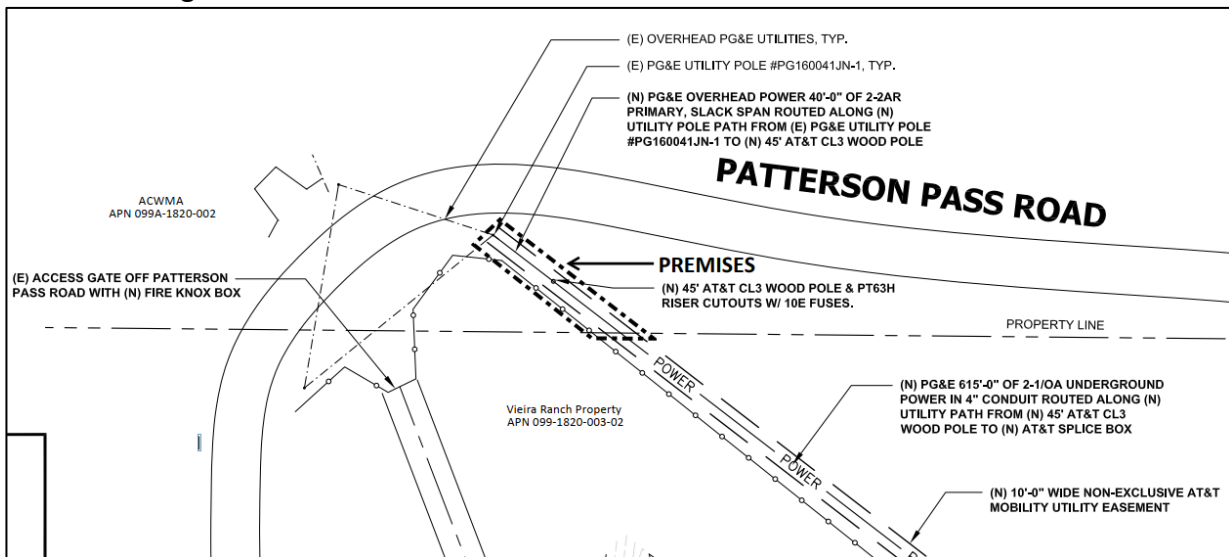 (E) OVERHEAD PG&E UTILITIES, TYP.
(E) PG&E UTILITY POLE #PG160041JN-1, TYP.
(N) PG&E OVERHEAD POWER 40'-0" OF 2-2AR
PRIMARY, SLACK SPAN ROUTED ALONG (N)
UTILITY POLE PATH FROM (E) PG&E UTILITY POLE
#PG160041JN-1 TO (N) 45' AT&T CL3 WOOD POLE
PATTERSON PASS ROAD
ACWMA
APN 099A-1820-002
(E) ACCESS GATE OFF PATTERSON
PASS ROAD WITH (N) FIRE KNOX BOX
PREMISES
(N) 45' AT&T CL3 WOOD POLE & PT63H
RISER CUTOUTS W/ 10E FUSES.
PROPERTY LINE
POWER
(N) PG&E 615'-0" OF 2-1/OA UNDERGROUND
POWER IN 4" CONDUIT ROUTED ALONG (N)
UTILITY PATH FROM (N) 45' AT&T CL3
WOOD POLE TO (N) AT&T SPLICE BOX
Vieira Ranch Property
APN 099-1820-003-02
POWER
(N) 10'-0" WIDE NON-EXCLUSIVE AT&T
MOBILITY UTILITY EASEMENT